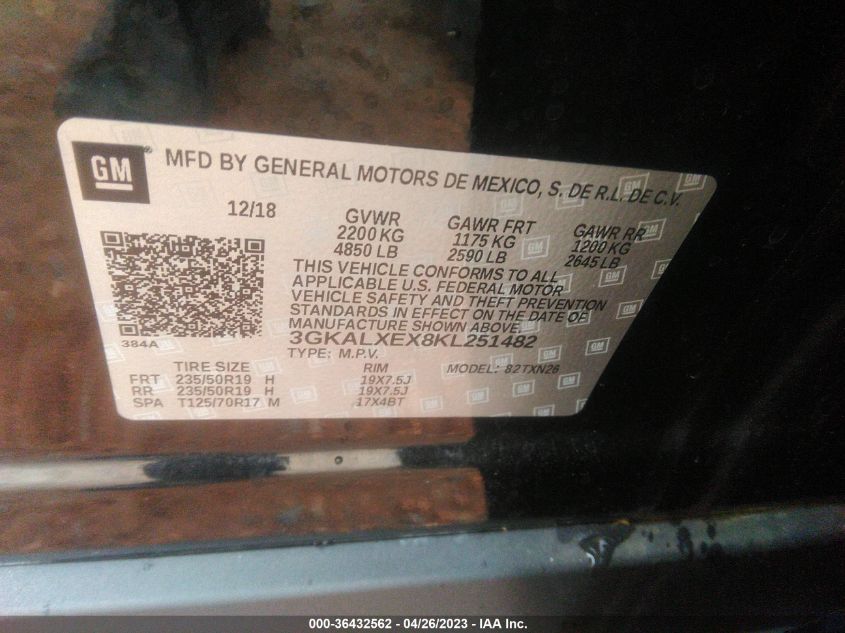 GM
MFD BY GENERAL MOTORS DE MEXICO, S. DE R.L. DE C.V.
12/18
GVWR GAWR FRT GAWR RR
2200 KG 1175 KG 1200 KG
4850 LB 2590 LB 2645 LB
THIS VEHICLE CONFORMS TO ALL
APPLICABLE U.S. FEDERAL MOTOR
VEHICLE SAFETY AND THEFT PREVENTION
STANDARDS IN EFFECT ON THE DATE OF
MANUFACTURE SHOWN ABOVE.
384A
3GKALXEX8KL251482
TYPE: M.P.V. MODEL: 82TXN26
TIRE SIZE RIM
FRT 235/50R19 H 19X7.5J
RR 235/50R19 H 19X7.5J
SPA T125/70R17 M 17X4BT
000-36432562 - 04/26/2023 - IAA Inc.